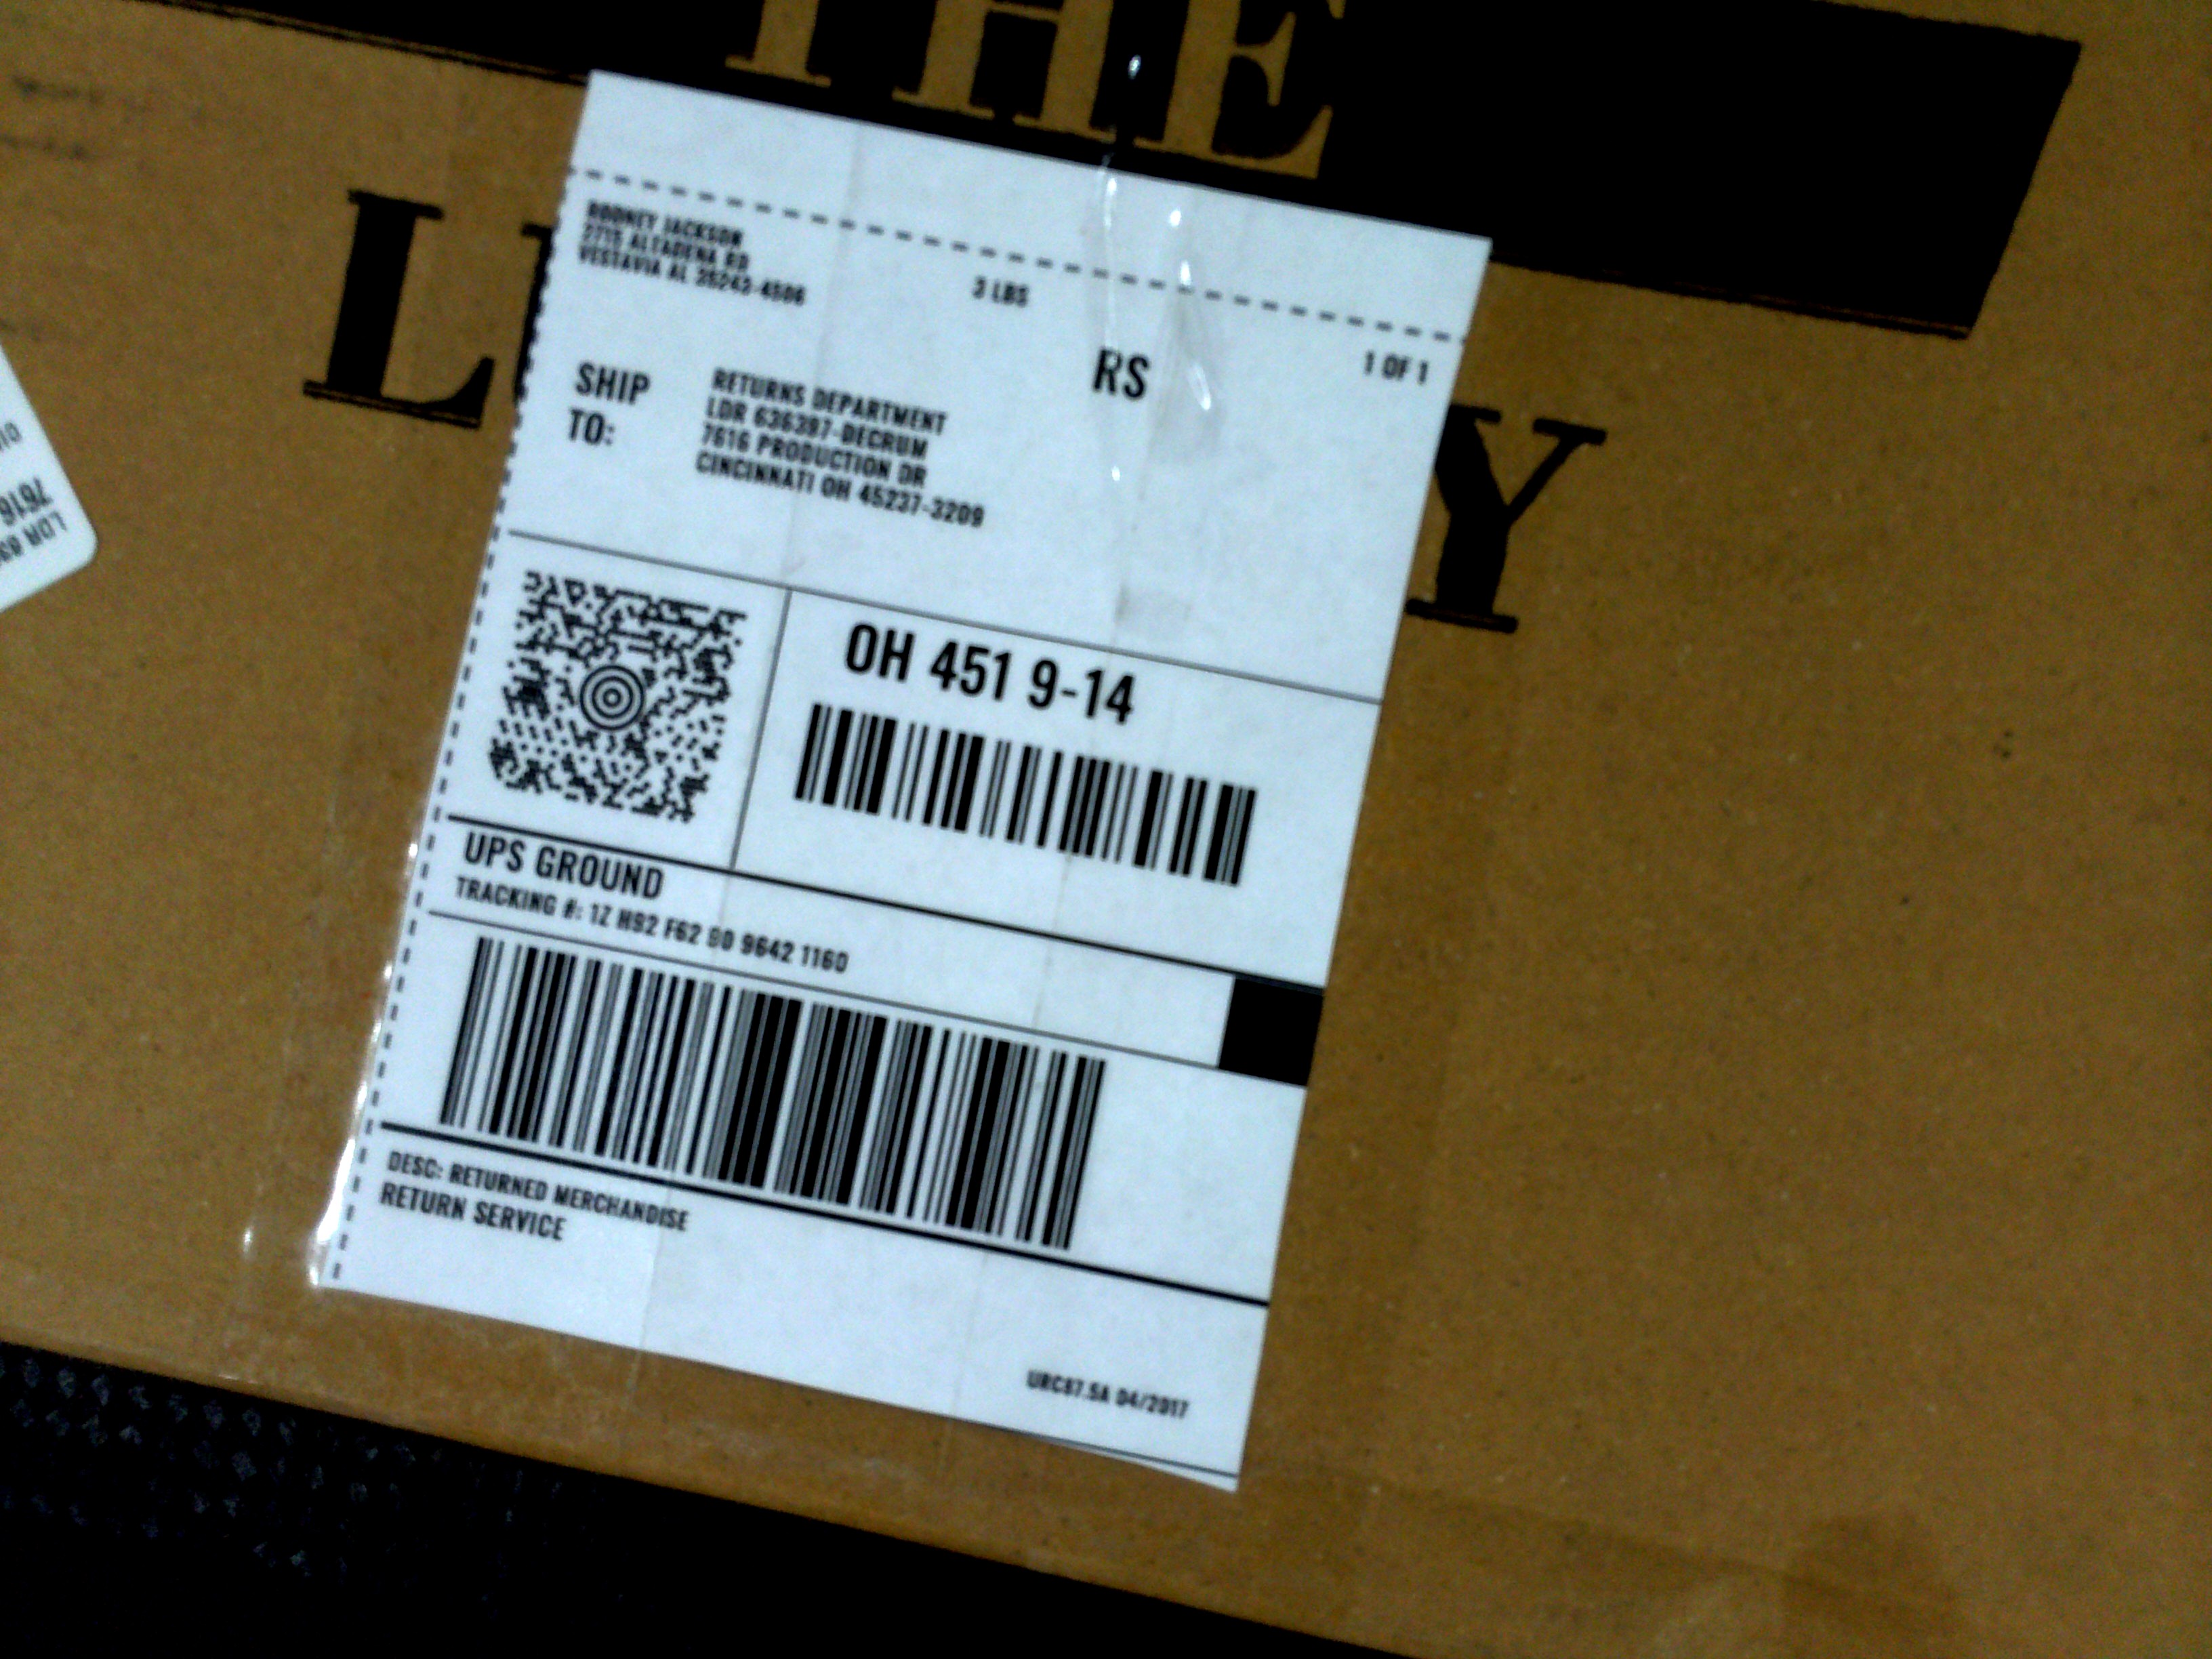 THE
RODNEY JACKSON
2715 ALTADENA RD
VESTAVIA AL 35243-4506
3 LBS
RS
1 OF 1
SHIP
TO:
RETURNS DEPARTMENT
LDR 636397-DECRUM
7616 PRODUCTION DR
CINCINNATI OH 45237-3209
OH 451 9-14
UPS GROUND
TRACKING #: 1Z H92 F62 90 9642 1160
DESC: RETURNED MERCHANDISE
RETURN SERVICE
URC87.5A 04/2017
LDR
7616